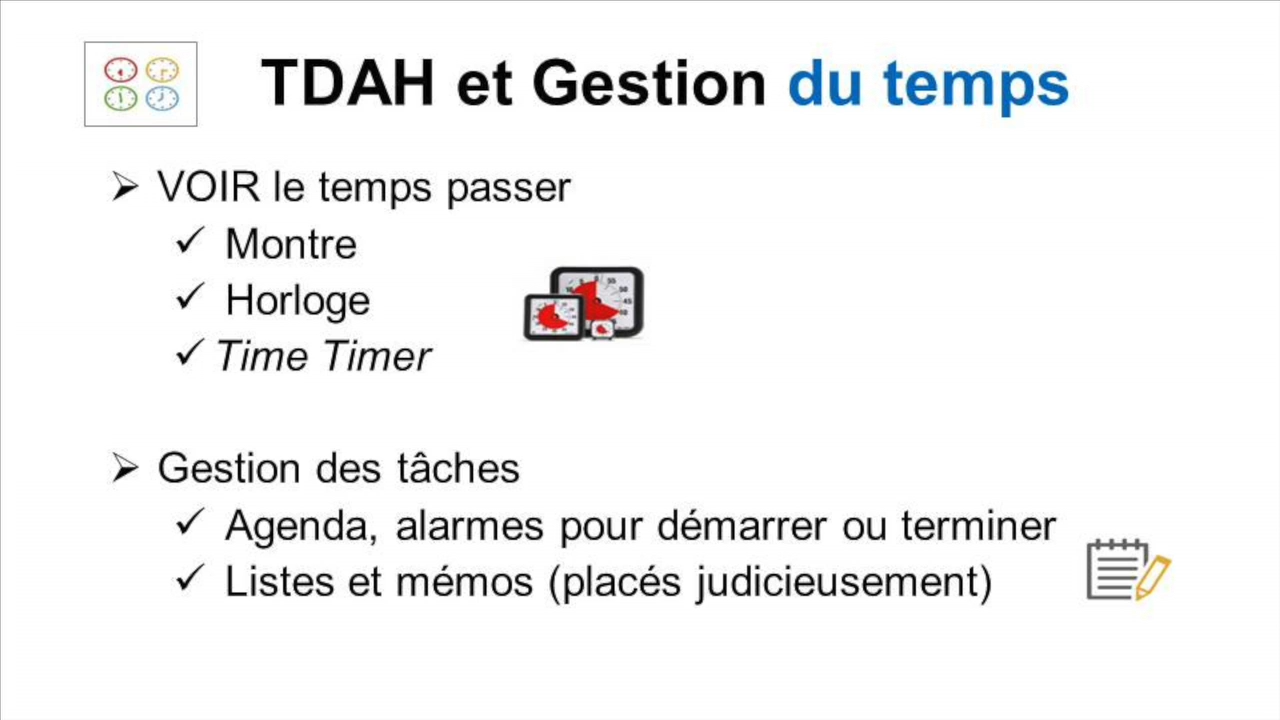 TDAH et Gestion du temps
VOIR le temps passer
Montre
Horloge
Time Timer
Gestion des tâches
Agenda, alarmes pour démarrer ou terminer
Listes et mémos (placés judicieusement)